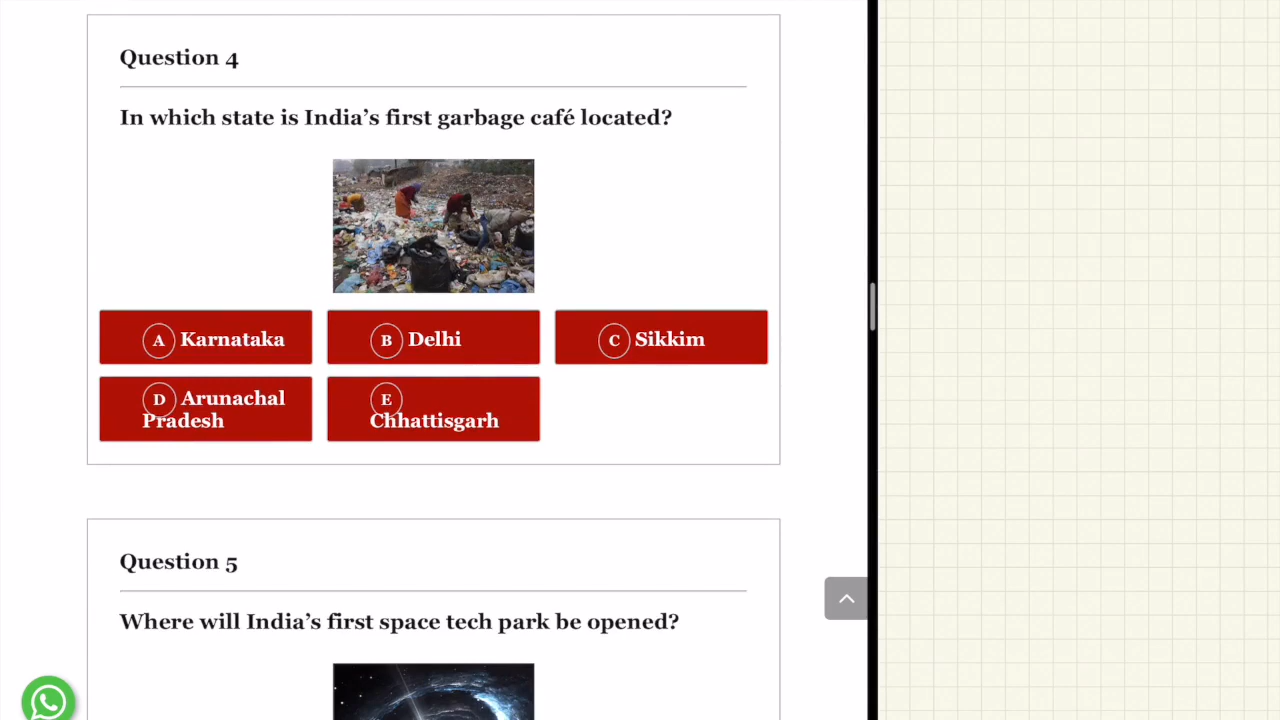 Question 4
In which state is India’s first garbage café located?
A Karnataka
B Delhi
C Sikkim
D Arunachal
Pradesh
E
Chhattisgarh
Question 5
Where will India’s first space tech park be opened?